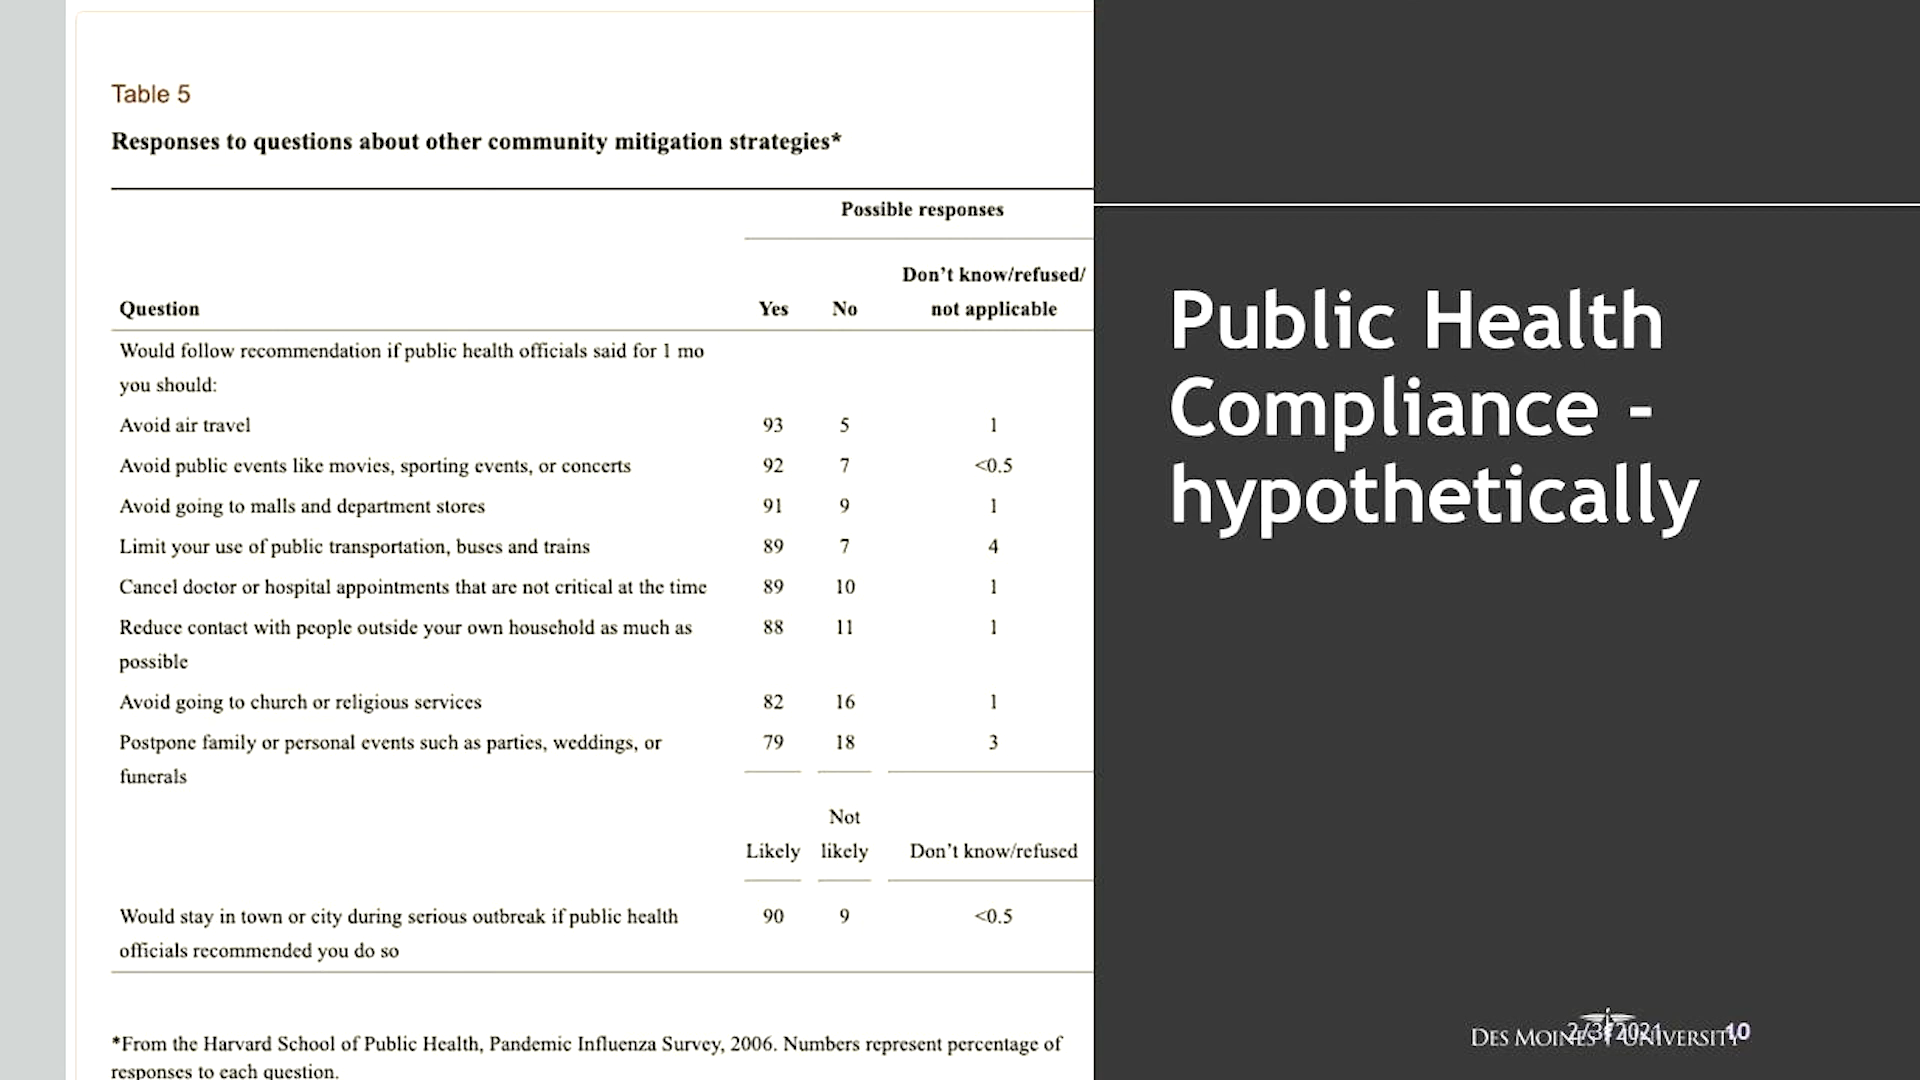 Table 5
Responses to questions about other community mitigation strategies*
Possible responses
Don't know/refused/
Question Yes No not applicable
Would follow recommendation if public health officials said for 1 mo
you should:
Avoid air travel 93 5 1
Avoid public events like movies, sporting events, or concerts 92 7 <0.5
Avoid going to malls and department stores 91 9 1
Limit your use of public transportation, buses and trains 89 7 4
Cancel doctor or hospital appointments that are not critical at the time 89 10 1
Reduce contact with people outside your own household as much as 88 11 1
possible
Avoid going to church or religious services 82 16 1
Postpone family or personal events such as parties, weddings, or 79 18 3
funerals
Not
Likely likely Don't know/refused
Would stay in town or city during serious outbreak if public health 90 9 <0.5
officials recommended you do so
*From the Harvard School of Public Health, Pandemic Influenza Survey, 2006. Numbers represent percentage of
responses to each question.
Public Health
Compliance -
hypothetically
DES MOINES UNIVERSITY
2/3/2021
10